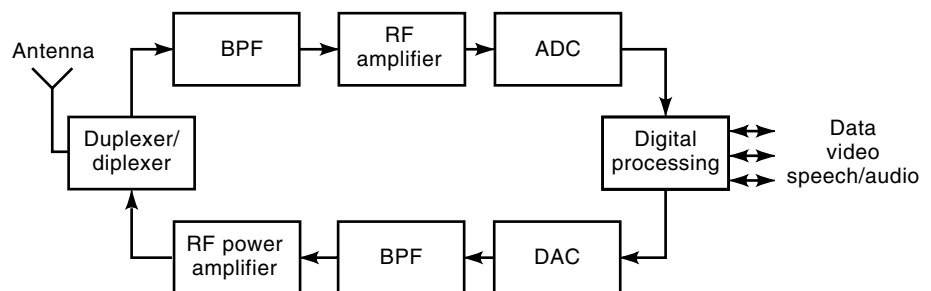 Antenna
BPF
RF
amplifier
ADC
Duplexer/
diplexer
Digital
processing
Data
video
speech/audio
RF power
amplifier
BPF
DAC